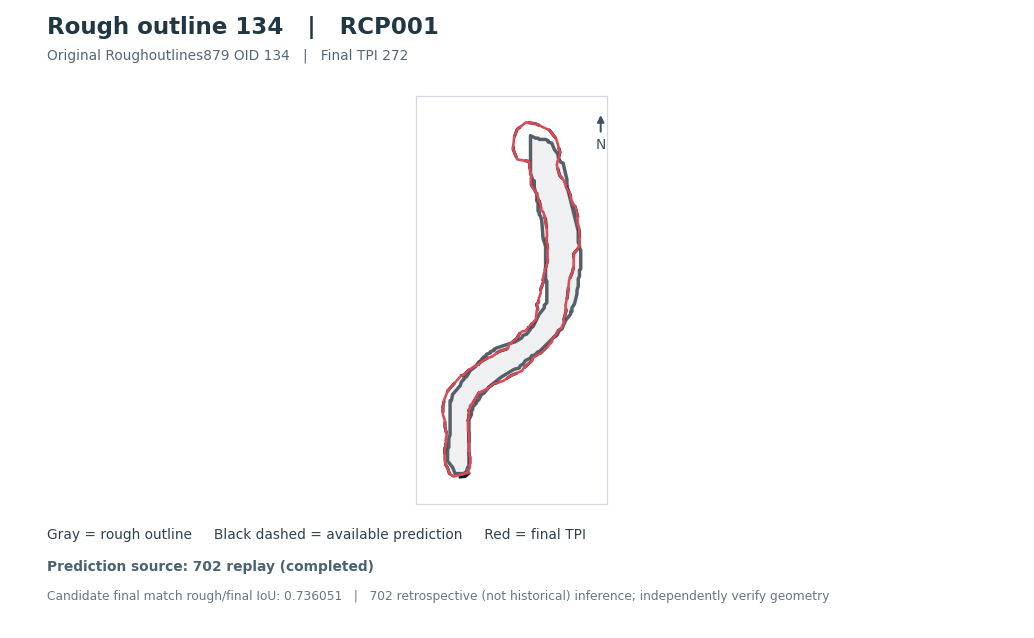 Rough outline 134   |   RCP001
Original Roughoutlines879 OID 134   |   Final TPI 272
N
Gray = rough outline     Black dashed = available prediction     Red = final TPI
Prediction source: 702 replay (completed)
Candidate final match rough/final IoU: 0.736051   |   702 retrospective (not historical) inference; independently verify geometry